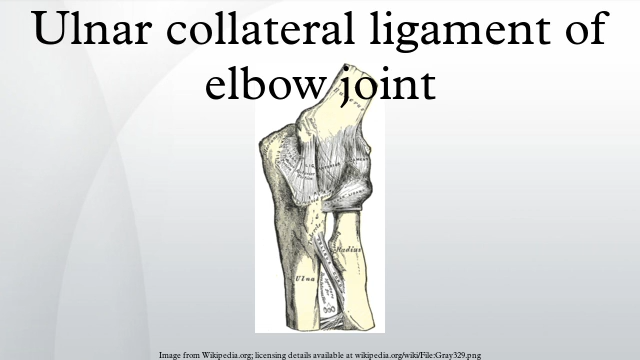 Ulnar collateral ligament of
elbow joint
Radius
Ulna
Image from Wikipedia.org; licensing details available at wikipedia.org/wiki/File:Gray329.png